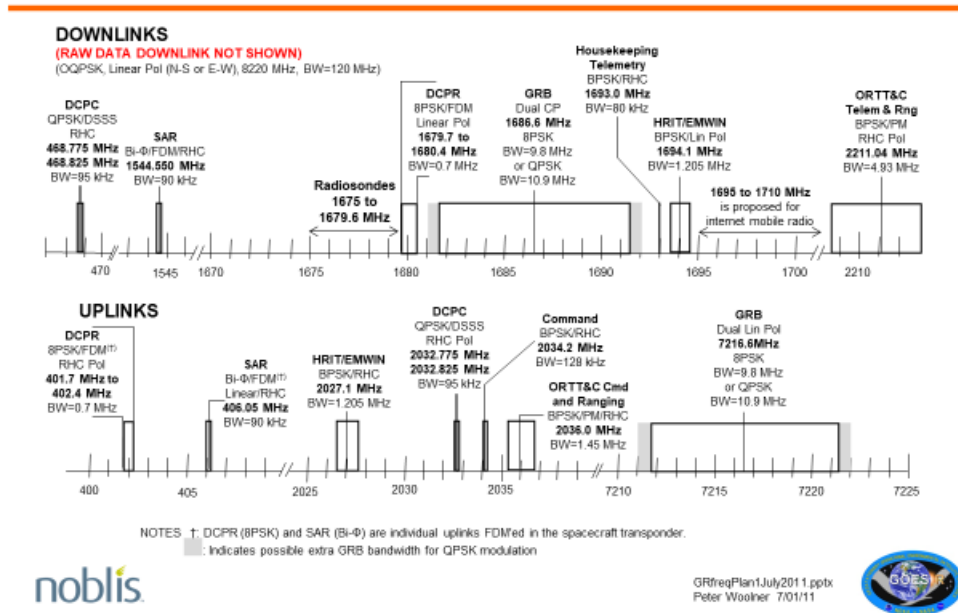 DOWNLINKS
(RAW DATA DOWNLINK NOT SHOWN)
(OQPSK, Linear Pol (N-S or E-W), 8220 MHz, BW=120 MHz)
DCPC
QPSK/DSSS
RHC
468.775 MHz
468.825 MHz
BW=95 kHz
SAR
Bi-Φ/FDM/RHC
1544.550 MHz
BW=90 kHz
Radiosondes
1675 to
1679.6 MHz
DCPR
8PSK/FDM
Linear Pol
1679.7 to
1680.4 MHz
BW=0.7 MHz
GRB
Dual CP
1686.6 MHz
8PSK
BW=9.8 MHz
or QPSK
BW=10.9 MHz
Housekeeping
Telemetry
BPSK/RHC
1693.0 MHz
BW=80 kHz
HRIT/EMWIN
BPSK/Lin Pol
1694.1 MHz
BW=1.205 MHz
1695 to 1710 MHz
is proposed for
internet mobile radio
ORTT&C
Telem & Rng
BPSK/PM
RHC Pol
2211.04 MHz
BW=4.93 MHz
470 1545 1670 1675 1680 1685 1690 1695 1700 2210
UPLINKS
DCPR
8PSK/FDM(†)
RHC Pol
401.7 MHz to
402.4 MHz
BW=0.7 MHz
SAR
Bi-Φ/FDM(†)
Linear/RHC
406.05 MHz
BW=90 kHz
HRIT/EMWIN
BPSK/RHC
2027.1 MHz
BW=1.205 MHz
DCPC
QPSK/DSSS
RHC Pol
2032.775 MHz
2032.825 MHz
BW=95 kHz
Command
BPSK/RHC
2034.2 MHz
BW=128 kHz
ORTT&C Cmd
and Ranging
BPSK/PM/RHC
2036.0 MHz
BW=1.45 MHz
GRB
Dual Lin Pol
7216.6MHz
8PSK
BW=9.8 MHz
or QPSK
BW=10.9 MHz
400 405 2025 2030 2035 7210 7215 7220 7225
NOTES †: DCPR (8PSK) and SAR (Bi-Φ) are individual uplinks FDM'ed in the spacecraft transponder.
: Indicates possible extra GRB bandwidth for QPSK modulation
noblis
GRfreqPlan1July2011.pptx
Peter Woolner 7/01/11
GOES